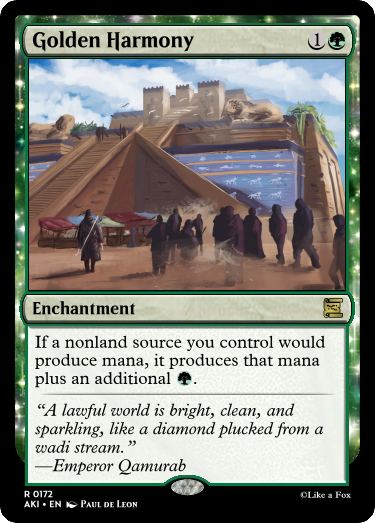 Golden Harmony 1
Enchantment
If a nonland source you control would
produce mana, it produces that mana
plus an additional .
“A lawful world is bright, clean, and
sparkling, like a diamond plucked from a
wadi stream.”
—Emperor Qamurab
R 0172
AKI • EN Paul de Leon
©Like a Fox